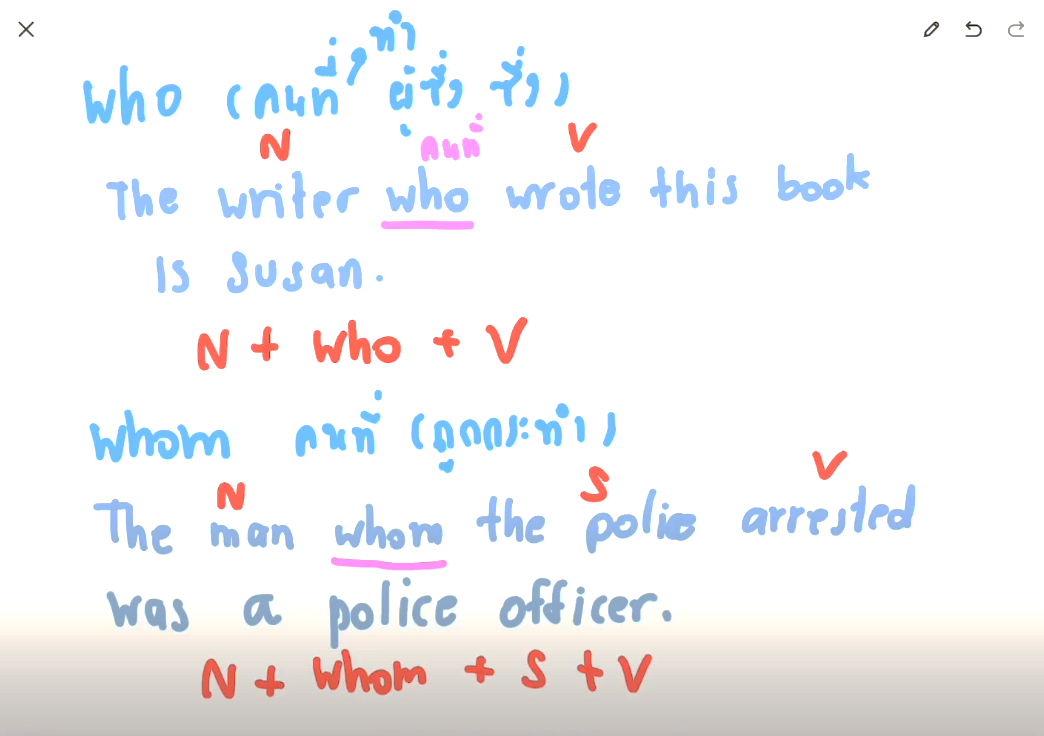 who (คนที่, ผู้ซึ่ง, ซึ่ง)
ทำ
N คนที่ V
The writer who wrote this book
is Susan.
N + who + V
whom คนที่ (ถูกกระทำ)
N S V
The man whom the police arrested
was a police officer.
N + whom + S + V